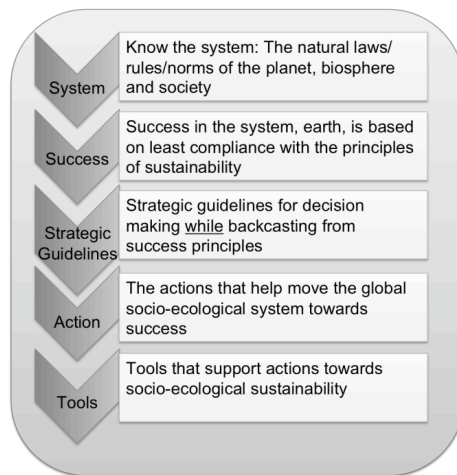 System
Know the system: The natural laws/
rules/norms of the planet, biosphere
and society
Success
Success in the system, earth, is based
on least compliance with the principles
of sustainability
Strategic
Guidelines
Strategic guidelines for decision
making while backcasting from
success principles
Action
The actions that help move the global
socio-ecological system towards
success
Tools
Tools that support actions towards
socio-ecological sustainability